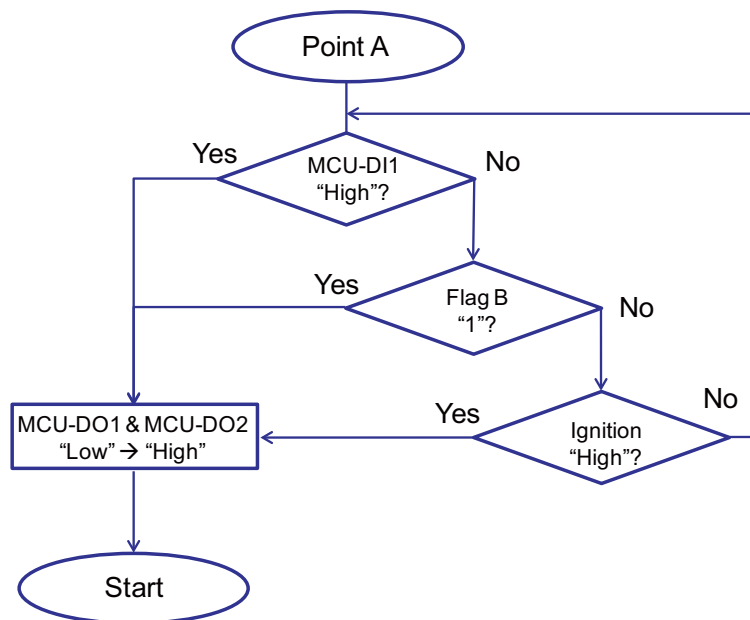 Point A
Yes
No
MCU-DI1
“High”?
Yes
No
Flag B
“1”?
Yes
No
MCU-DO1 & MCU-DO2
“Low” → “High”
Ignition
“High”?
Start